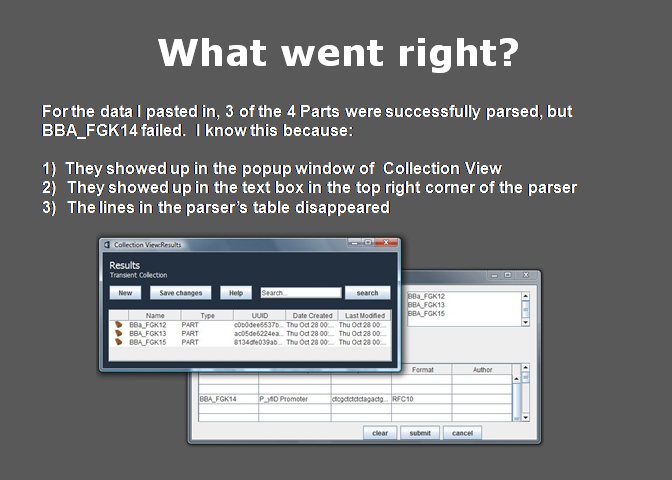 What went right?
For the data I pasted in, 3 of the 4 Parts were successfully parsed, but
BBA_FGK14 failed.  I know this because:
1)  They showed up in the popup window of  Collection View
2)  They showed up in the text box in the top right corner of the parser
3)  The lines in the parser's table disappeared
Collection View:Results
Results
Transient Collection
New Save changes Help Search... search
Name Type UUID Date Created Last Modified
BBa_FGK12 PART c0b0dee6537b... Thu Oct 28 00:... Thu Oct 28 00:...
BBA_FGK13 PART ac05de6224ea... Thu Oct 28 00:... Thu Oct 28 00:...
BBA_FGK15 PART 8134dfe039ab... Thu Oct 28 00:... Thu Oct 28 00:...
BBa_FGK12
BBA_FGK13
BBA_FGK15
Format Author
BBA_FGK14 P_yfiD Promoter ctcgctctctagactg... RFC10
clear submit cancel